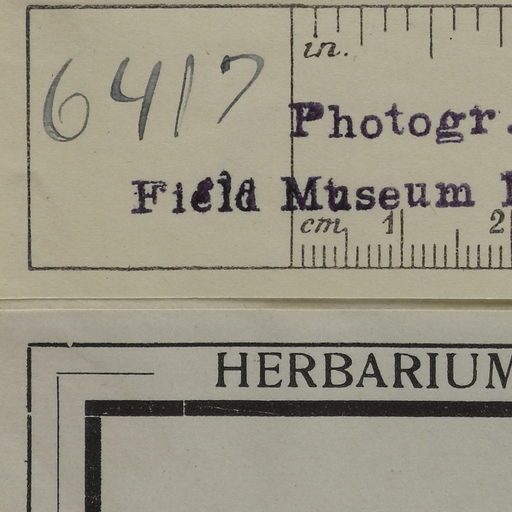 6417
in.
Photogr.
Field Museum
cm. 1 2
HERBARIUM